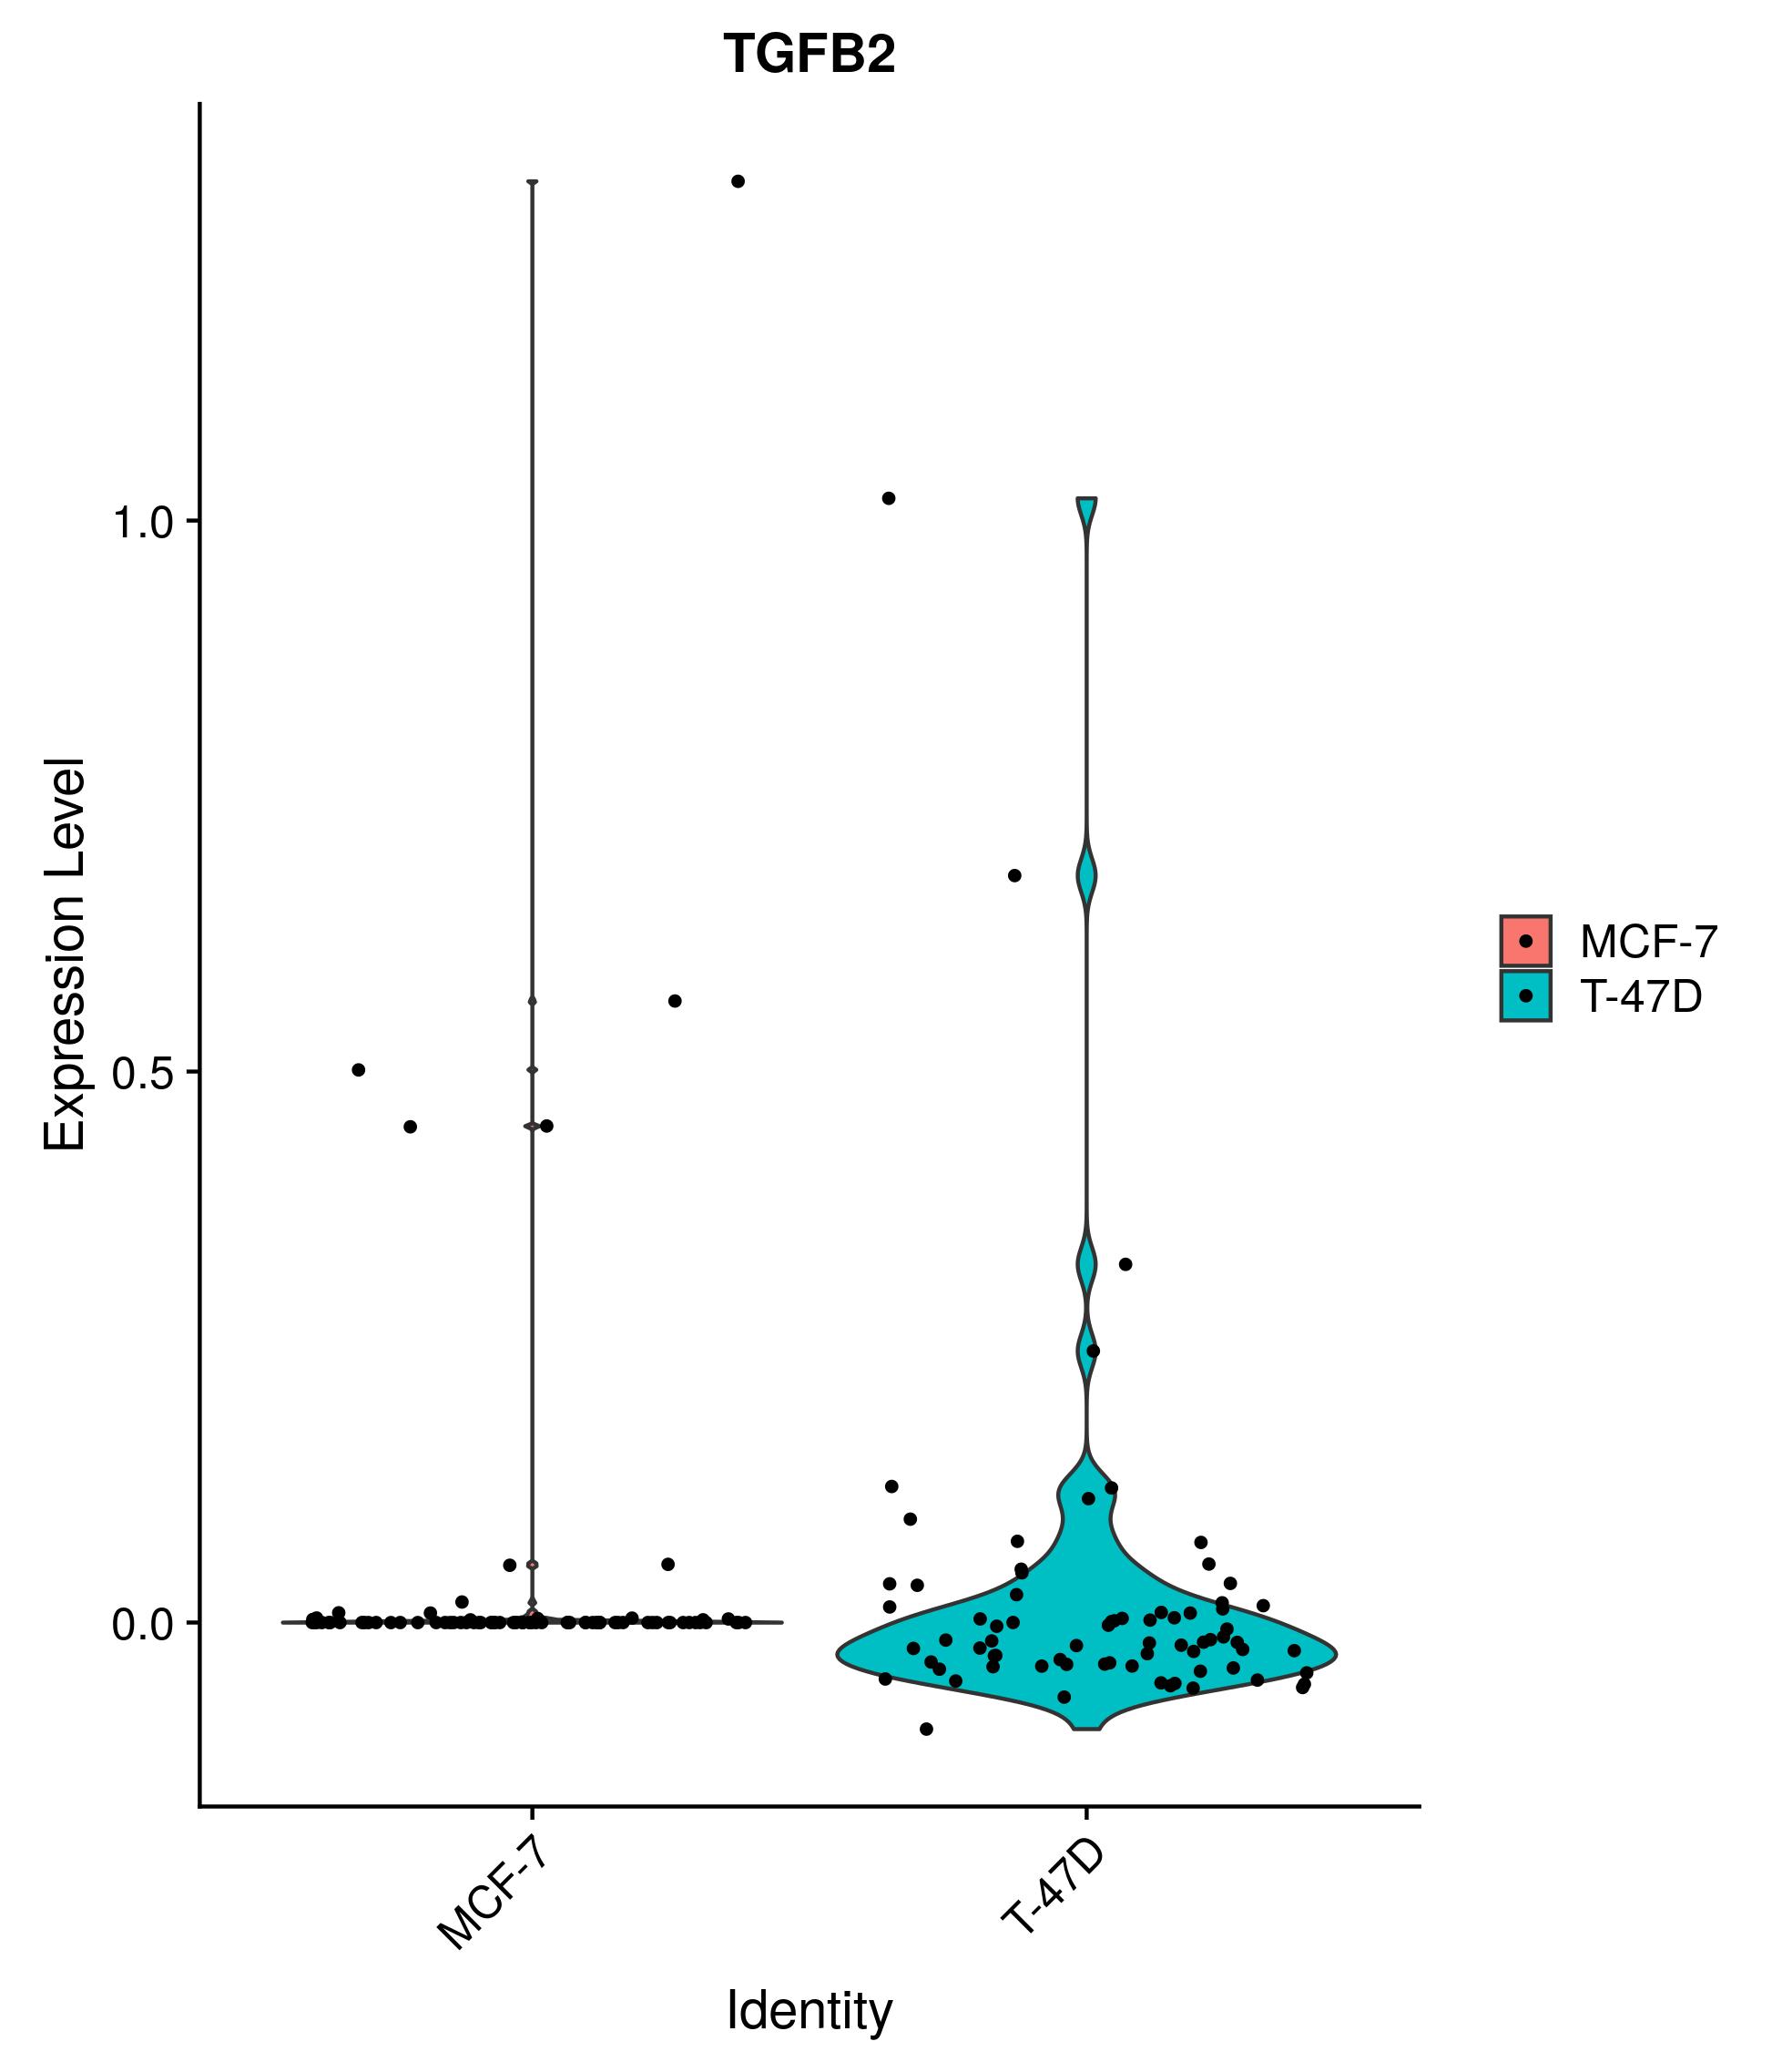 TGFB2
Expression Level
1.0
0.5
0.0
MCF-7
T-47D
Identity
MCF-7
T-47D